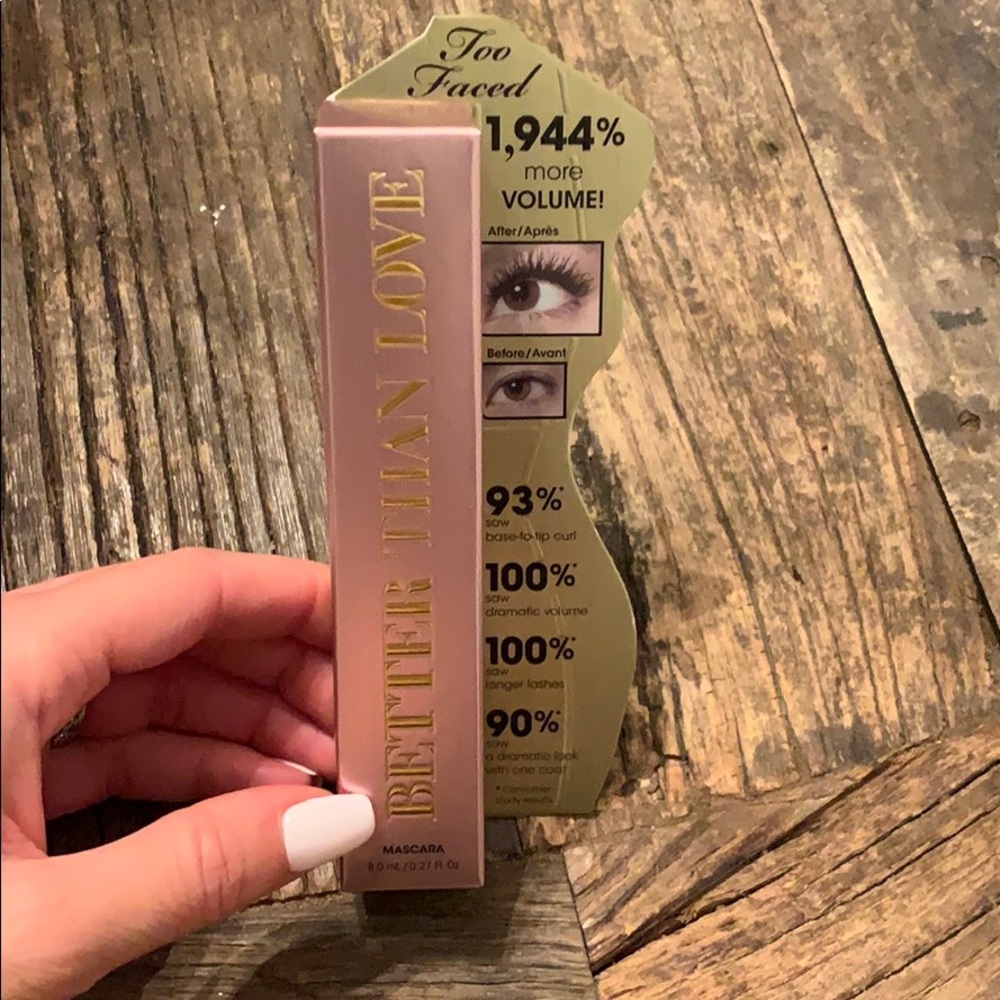 Too
Faced
1,944%
more
VOLUME!
After/Après
Before/Avant
93%*
saw
base-to-tip curl
100%*
saw
dramatic volume
100%*
saw
longer lashes
90%*
saw
a dramatic look
with one coat
*Consumer
study results
BETTER THAN LOVE
MASCARA
8.0 mL / 0.27 Fl. Oz